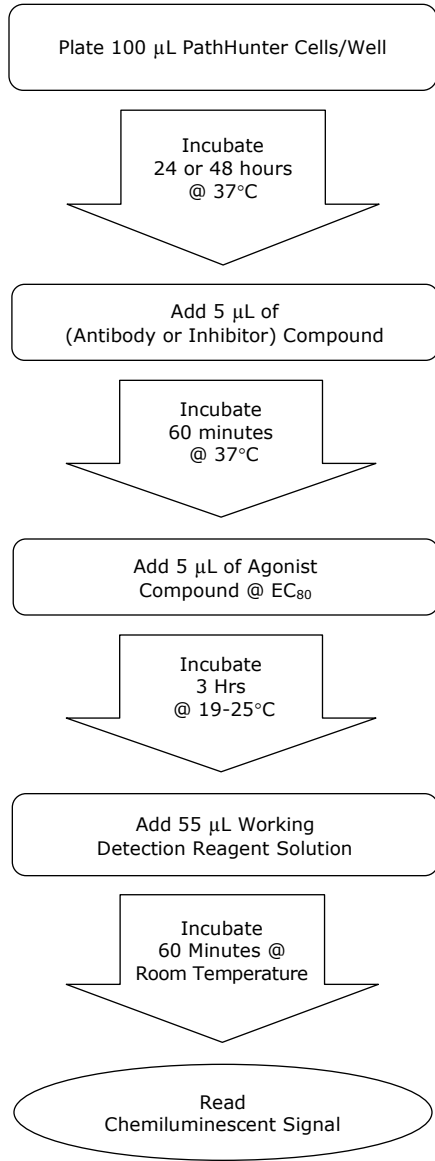 Plate 100 μL PathHunter Cells/Well
Incubate
24 or 48 hours
@ 37°C
Add 5 μL of
(Antibody or Inhibitor) Compound
Incubate
60 minutes
@ 37°C
Add 5 μL of Agonist
Compound @ EC₈₀
Incubate
3 Hrs
@ 19-25°C
Add 55 μL Working
Detection Reagent Solution
Incubate
60 Minutes @
Room Temperature
Read
Chemiluminescent Signal